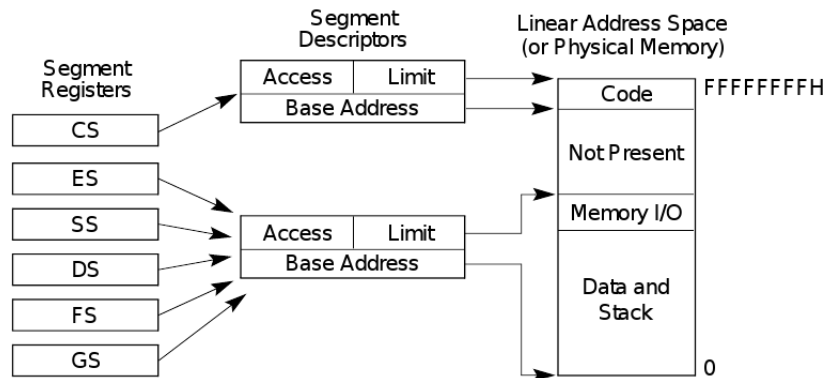 Segment
Registers
CS
ES
SS
DS
FS
GS
Segment
Descriptors
Access Limit
Base Address
Access Limit
Base Address
Linear Address Space
(or Physical Memory)
Code
FFFFFFFFH
Not Present
Memory I/O
Data and
Stack
0